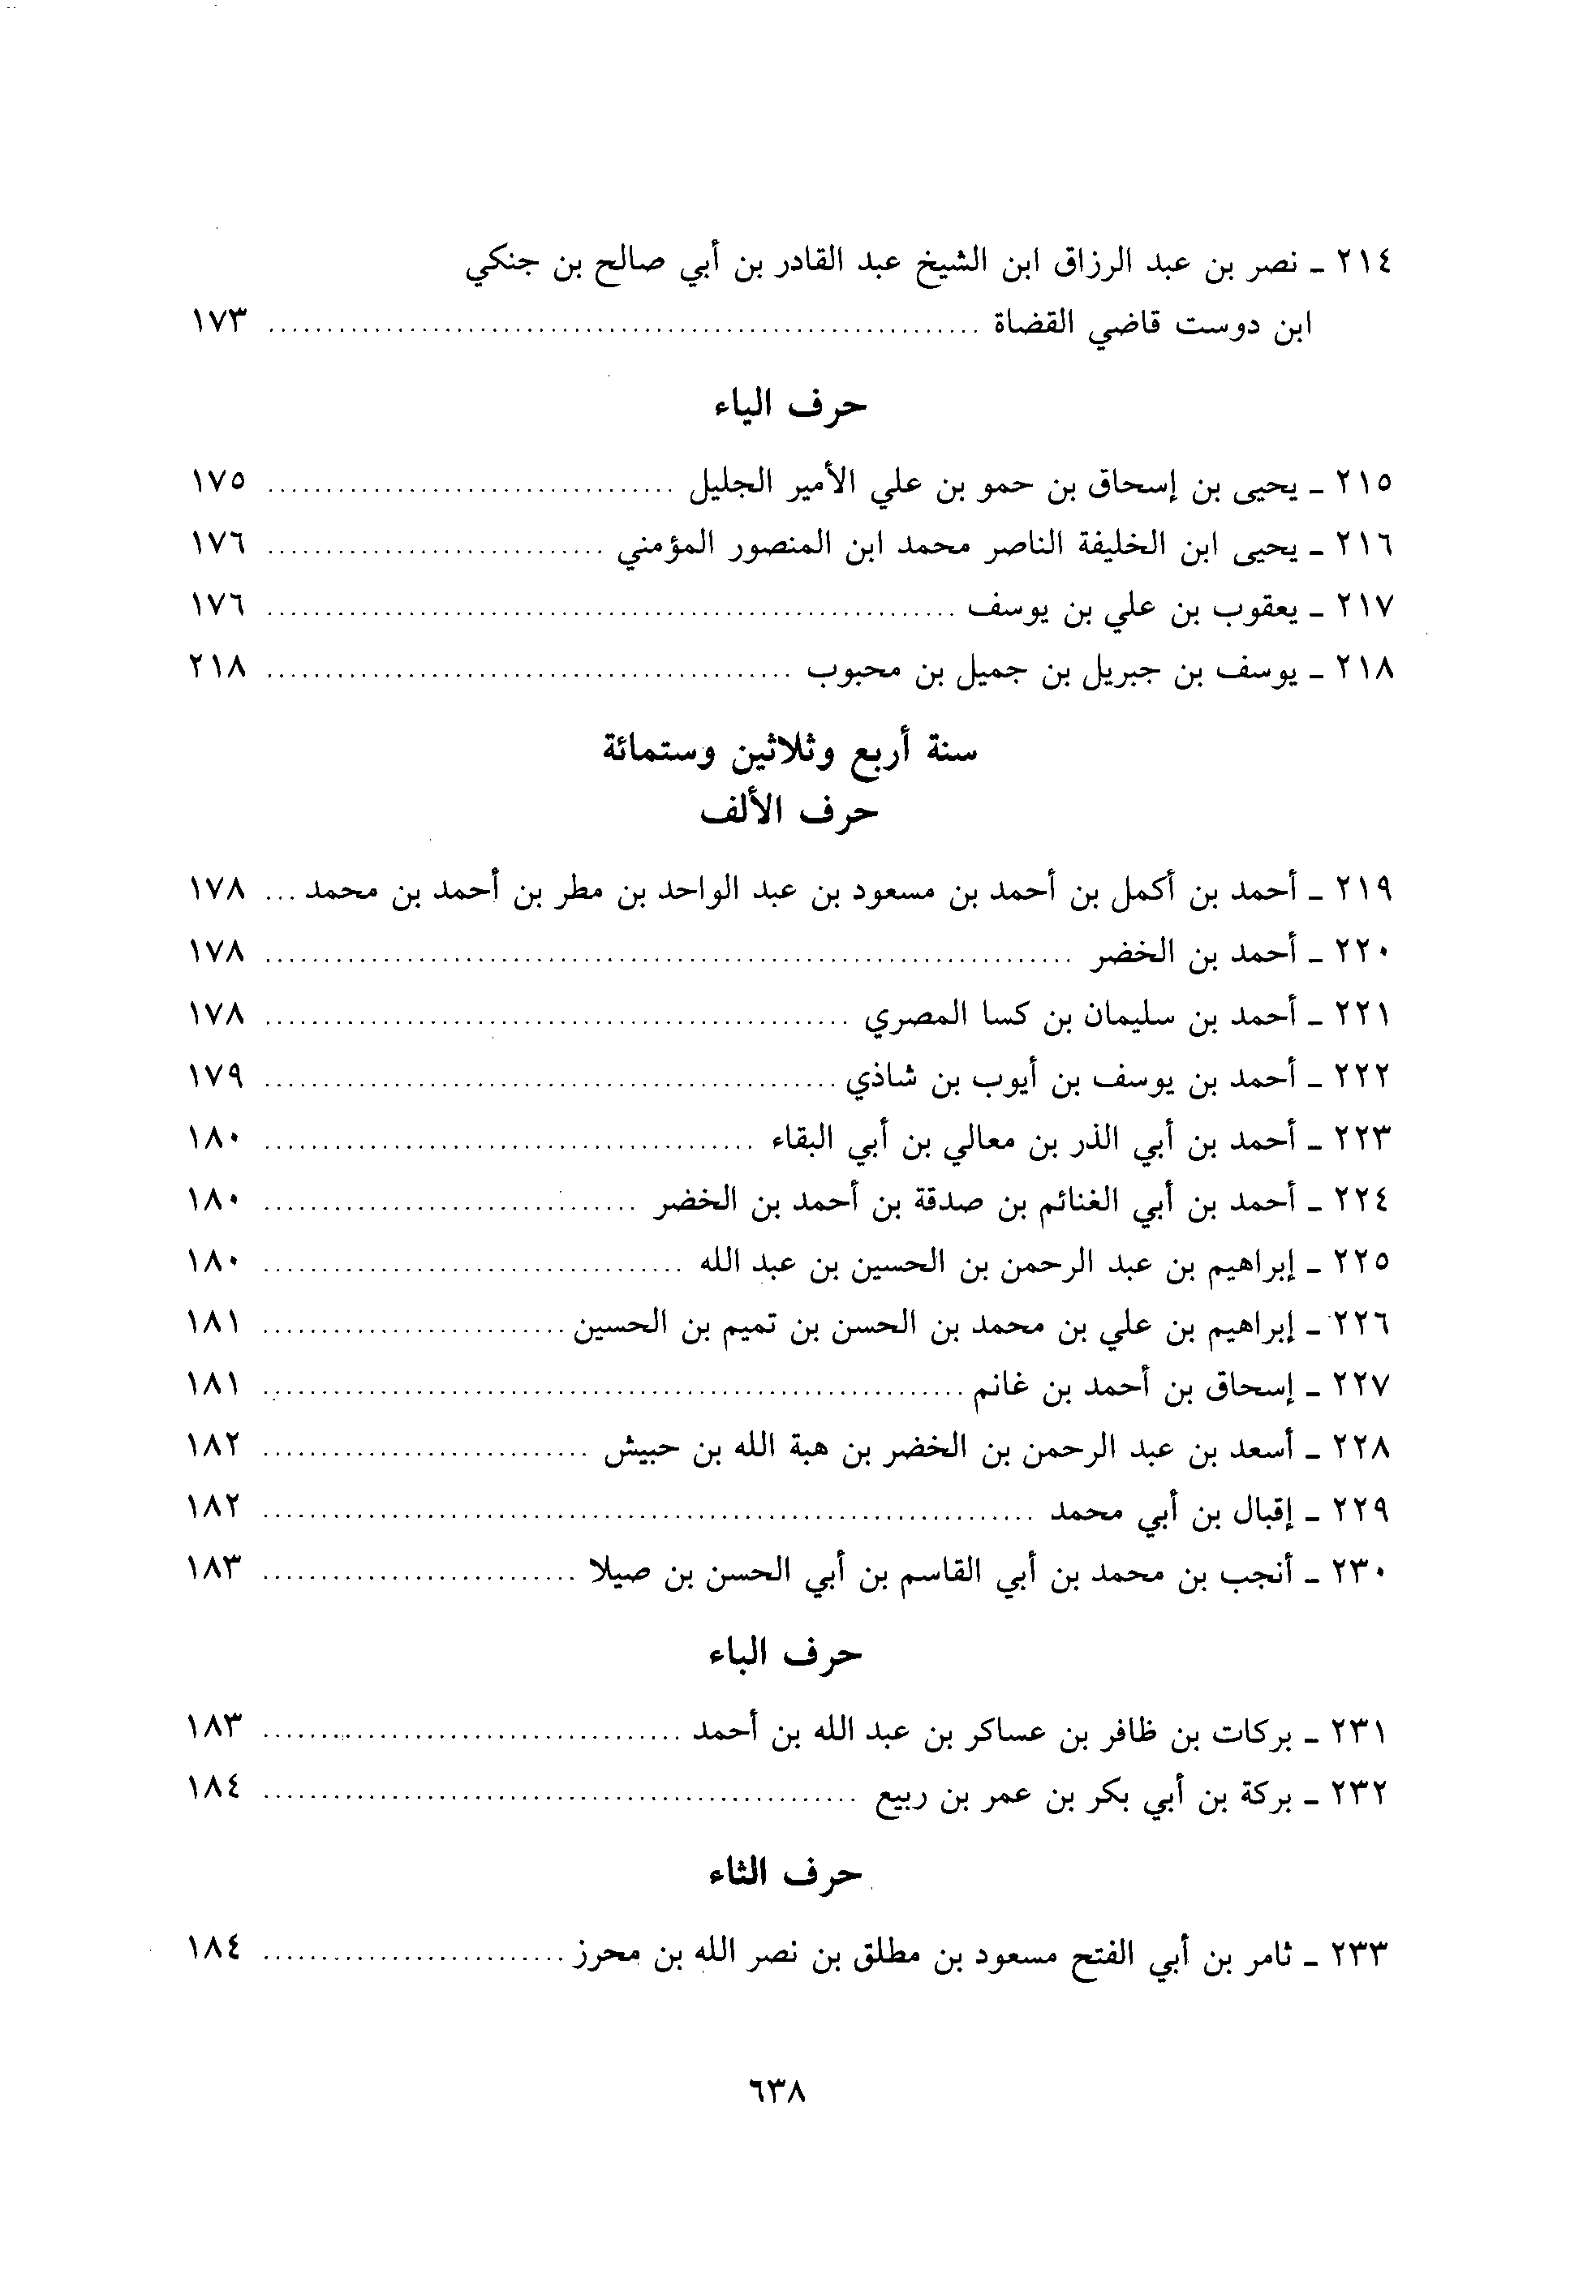 ٢١٤ ـ نصر بن عبد الرزاق ابن الشيخ عبد القادر بن أبي صالح بن جنكي
ابن دوست قاضي القضاة ........ ١٧٣
حرف الياء
٢١٥ ـ يحيى بن إسحاق بن حمو بن علي الأمير الجليل ........ ١٧٥
٢١٦ ـ يحيى ابن الخليفة الناصر محمد ابن المنصور المؤمني ........ ١٧٦
٢١٧ ـ يعقوب بن علي بن يوسف ........ ١٧٦
٢١٨ ـ يوسف بن جبريل بن جميل بن محبوب ........ ٢١٨
سنة أربع وثلاثين وستمائة
حرف الألف
٢١٩ ـ أحمد بن أكمل بن أحمد بن مسعود بن عبد الواحد بن مطر بن أحمد بن محمد ... ١٧٨
٢٢٠ ـ أحمد بن الخضر ........ ١٧٨
٢٢١ ـ أحمد بن سليمان بن كسا المصري ........ ١٧٨
٢٢٢ ـ أحمد بن يوسف بن أيوب بن شاذي ........ ١٧٩
٢٢٣ ـ أحمد بن أبي الذر بن معالي بن أبي البقاء ........ ١٨٠
٢٢٤ ـ أحمد بن أبي الغنائم بن صدقة بن أحمد بن الخضر ........ ١٨٠
٢٢٥ ـ إبراهيم بن عبد الرحمن بن الحسين بن عبد الله ........ ١٨٠
٢٢٦ ـ إبراهيم بن علي بن محمد بن الحسن بن تميم بن الحسين ........ ١٨١
٢٢٧ ـ إسحاق بن أحمد بن غانم ........ ١٨١
٢٢٨ ـ أسعد بن عبد الرحمن بن الخضر بن هبة الله بن حبيش ........ ١٨٢
٢٢٩ ـ إقبال بن أبي محمد ........ ١٨٢
٢٣٠ ـ أنجب بن محمد بن أبي القاسم بن أبي الحسن بن صيلا ........ ١٨٣
حرف الباء
٢٣١ ـ بركات بن ظافر بن عساكر بن عبد الله بن أحمد ........ ١٨٣
٢٣٢ ـ بركة بن أبي بكر بن عمر بن ربيع ........ ١٨٤
حرف الثاء
٢٣٣ ـ ثامر بن أبي الفتح مسعود بن مطلق بن نصر الله بن محرز ........ ١٨٤
٦٣٨